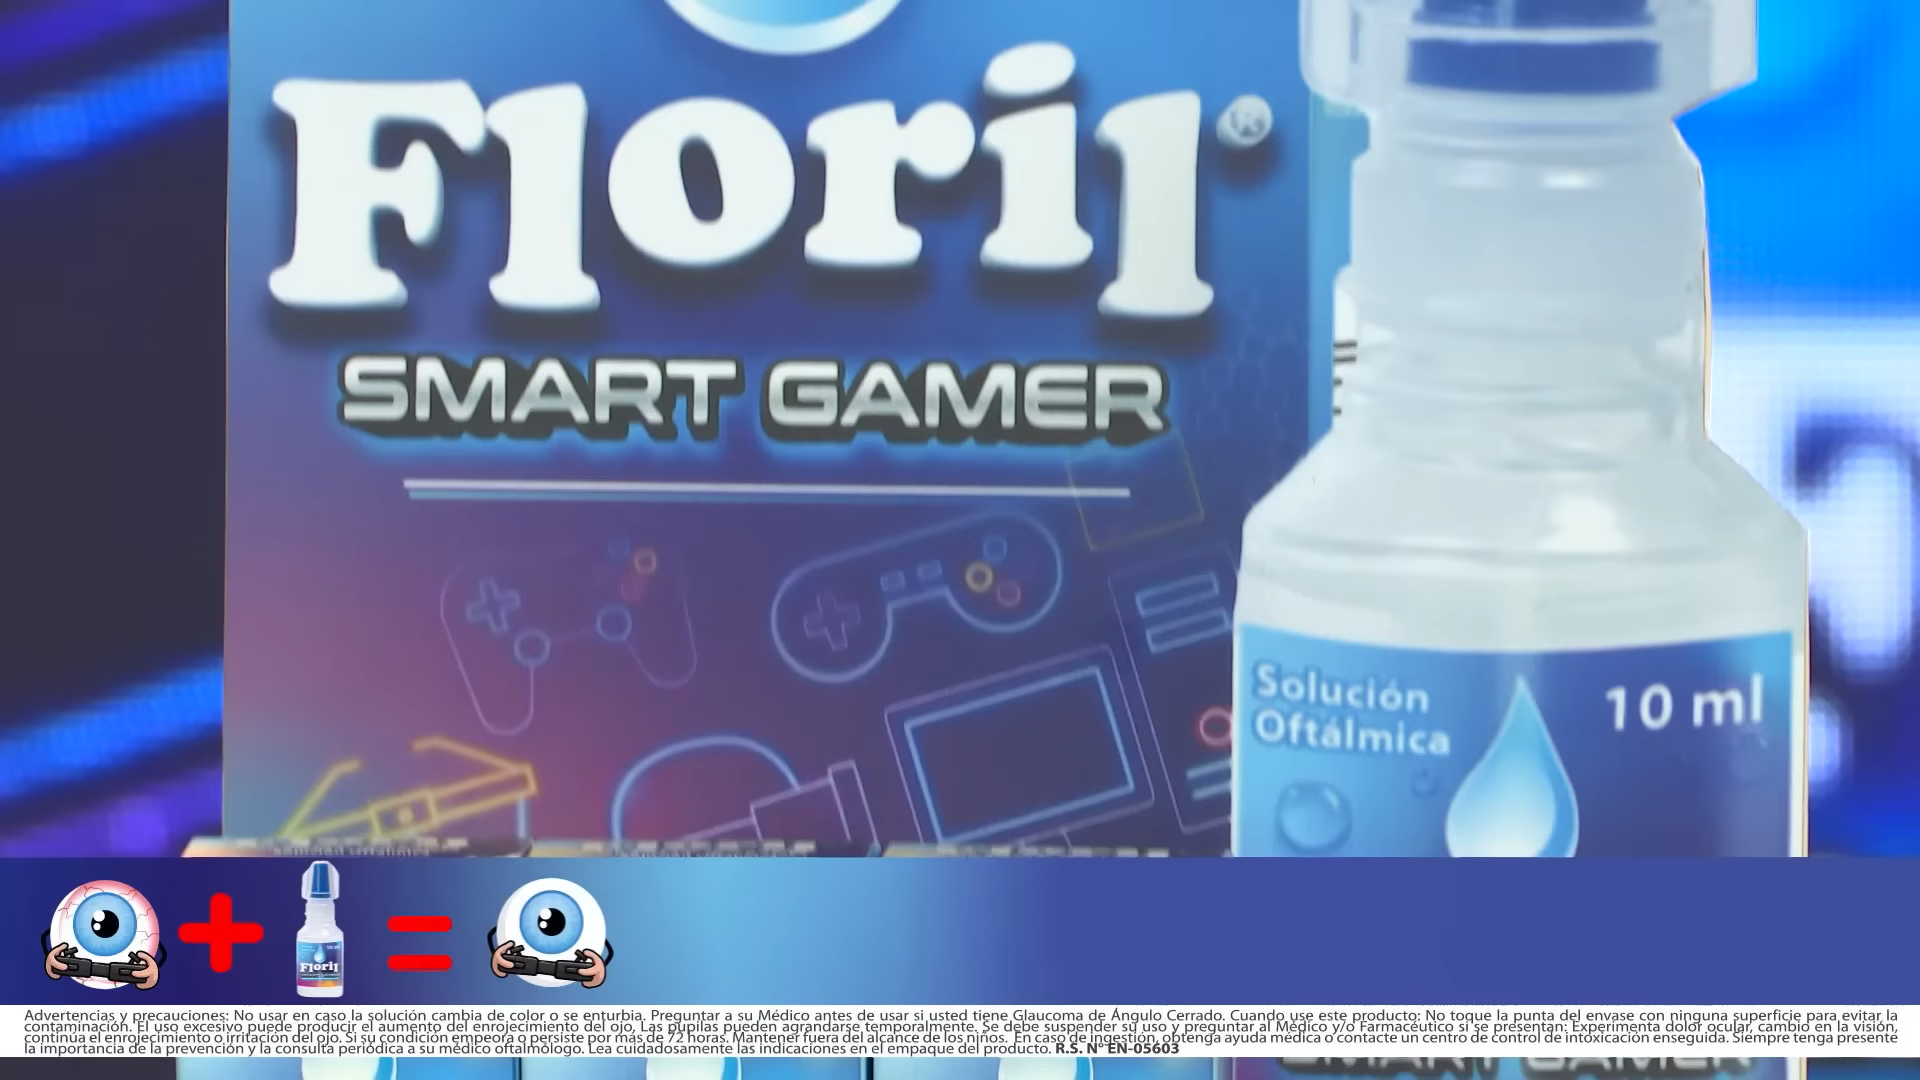 Floril®
SMART GAMER
Solución
Oftálmica
10 ml
Floril
Advertencias y precauciones: No usar en caso la solución cambia de color o se enturbia. Preguntar a su Médico antes de usar si usted tiene Glaucoma de Ángulo Cerrado. Cuando use este producto: No toque la punta del envase con ninguna superficie para evitar la
contaminación. El uso excesivo puede producir el aumento del enrojecimiento del ojo, Las pupilas pueden agrandarse temporalmente. Se debe suspender su uso y preguntar al Médico y/o Farmacéutico si se presentan: Experimenta dolor ocular, cambio en la visión,
continúa el enrojecimiento o irritación del ojo. Si su condición empeora o persiste por más de 72 horas. Mantener fuera del alcance de los niños. En caso de ingestión, obtenga ayuda médica o contacte un centro de control de intoxicación enseguida. Siempre tenga presente
la importancia de la prevención y la consulta periódica a su médico oftalmólogo. Lea cuidadosamente las indicaciones en el empaque del producto. R.S. N° EN-05603
SMART GAMER